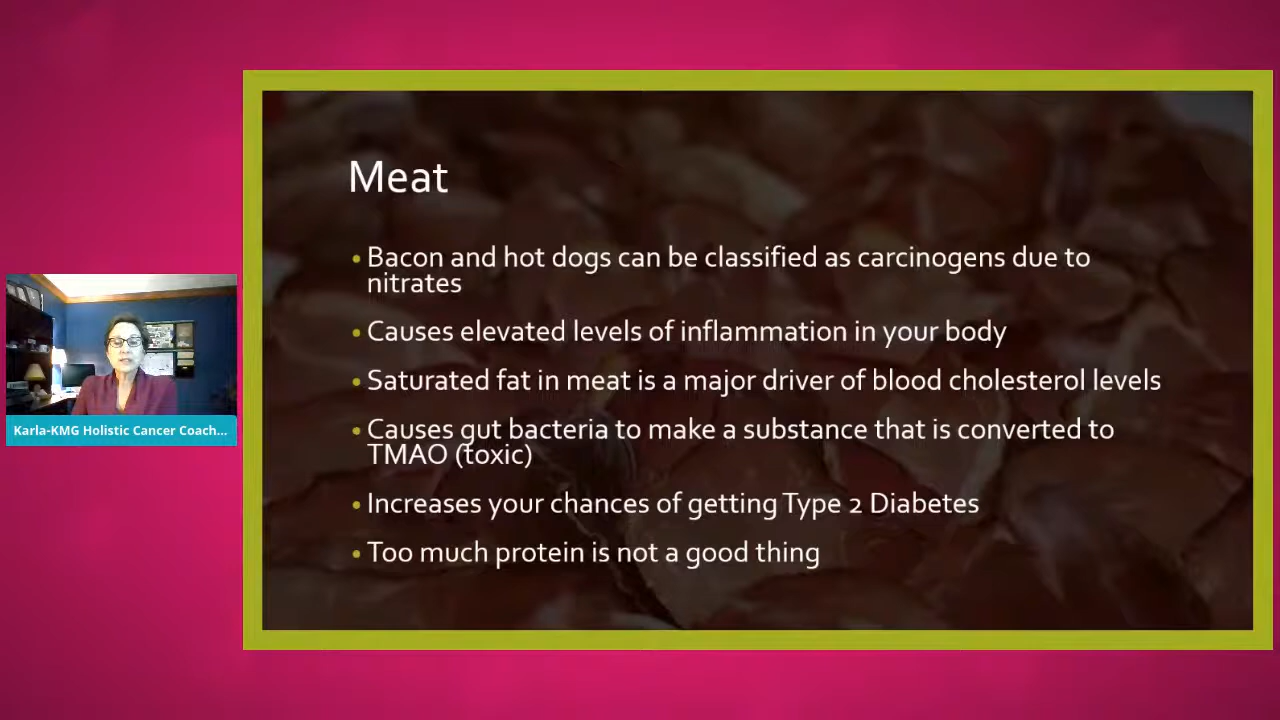 Meat
• Bacon and hot dogs can be classified as carcinogens due to
nitrates
• Causes elevated levels of inflammation in your body
• Saturated fat in meat is a major driver of blood cholesterol levels
• Causes gut bacteria to make a substance that is converted to
TMAO (toxic)
• Increases your chances of getting Type 2 Diabetes
• Too much protein is not a good thing
Karla-KMG Holistic Cancer Coach...